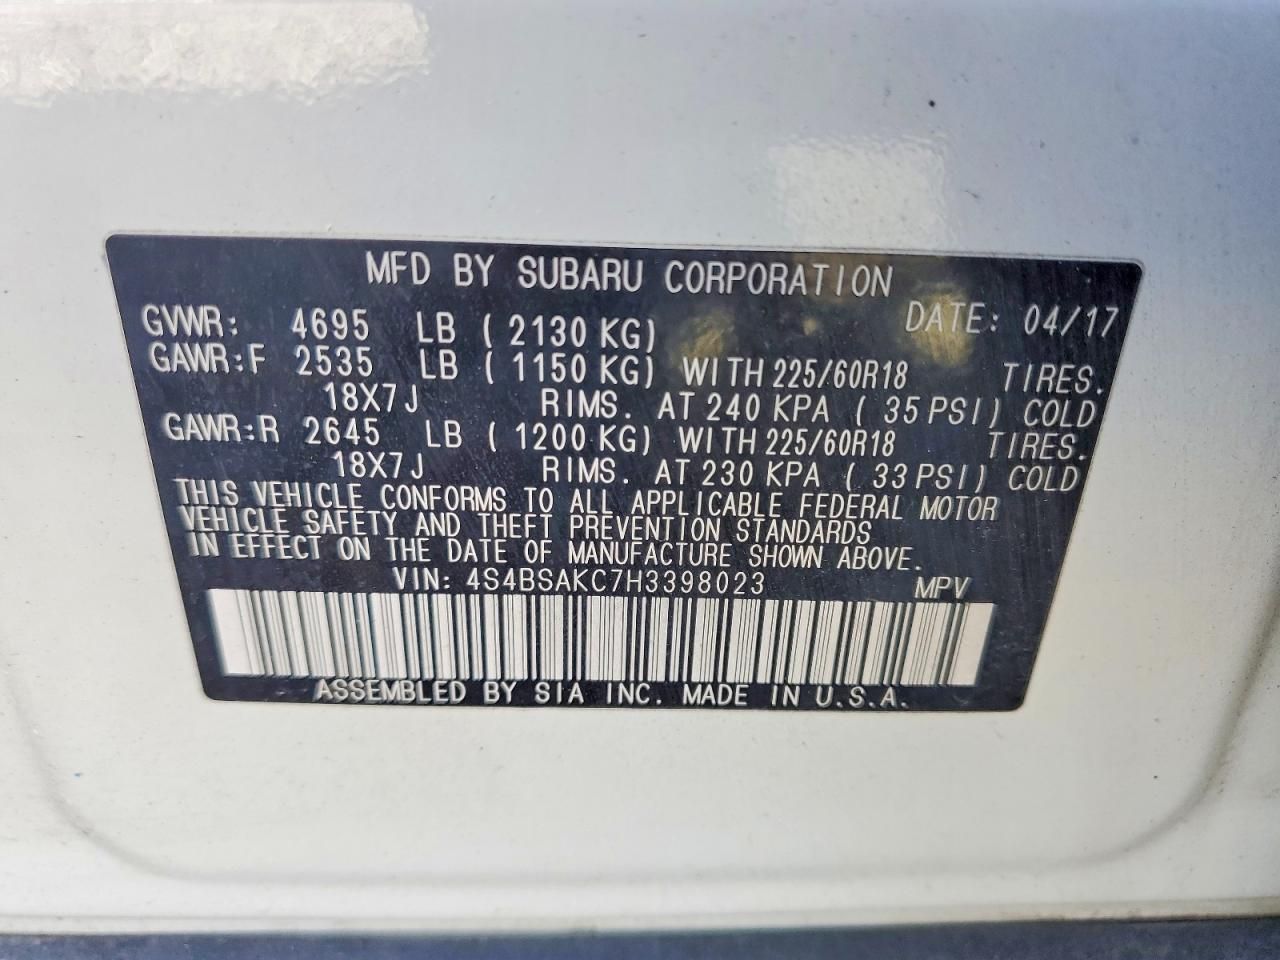 MFD BY SUBARU CORPORATION
DATE: 04/17
GVWR: 4695 LB ( 2130 KG)
GAWR:F 2535 LB ( 1150 KG) WITH 225/60R18 TIRES.
18X7J RIMS. AT 240 KPA ( 35 PSI) COLD
GAWR:R 2645 LB ( 1200 KG) WITH 225/60R18 TIRES.
18X7J RIMS. AT 230 KPA ( 33 PSI) COLD
THIS VEHICLE CONFORMS TO ALL APPLICABLE FEDERAL MOTOR
VEHICLE SAFETY AND THEFT PREVENTION STANDARDS
IN EFFECT ON THE DATE OF MANUFACTURE SHOWN ABOVE.
VIN: 4S4BSAKC7H3398023 MPV
ASSEMBLED BY SIA INC. MADE IN U.S.A.